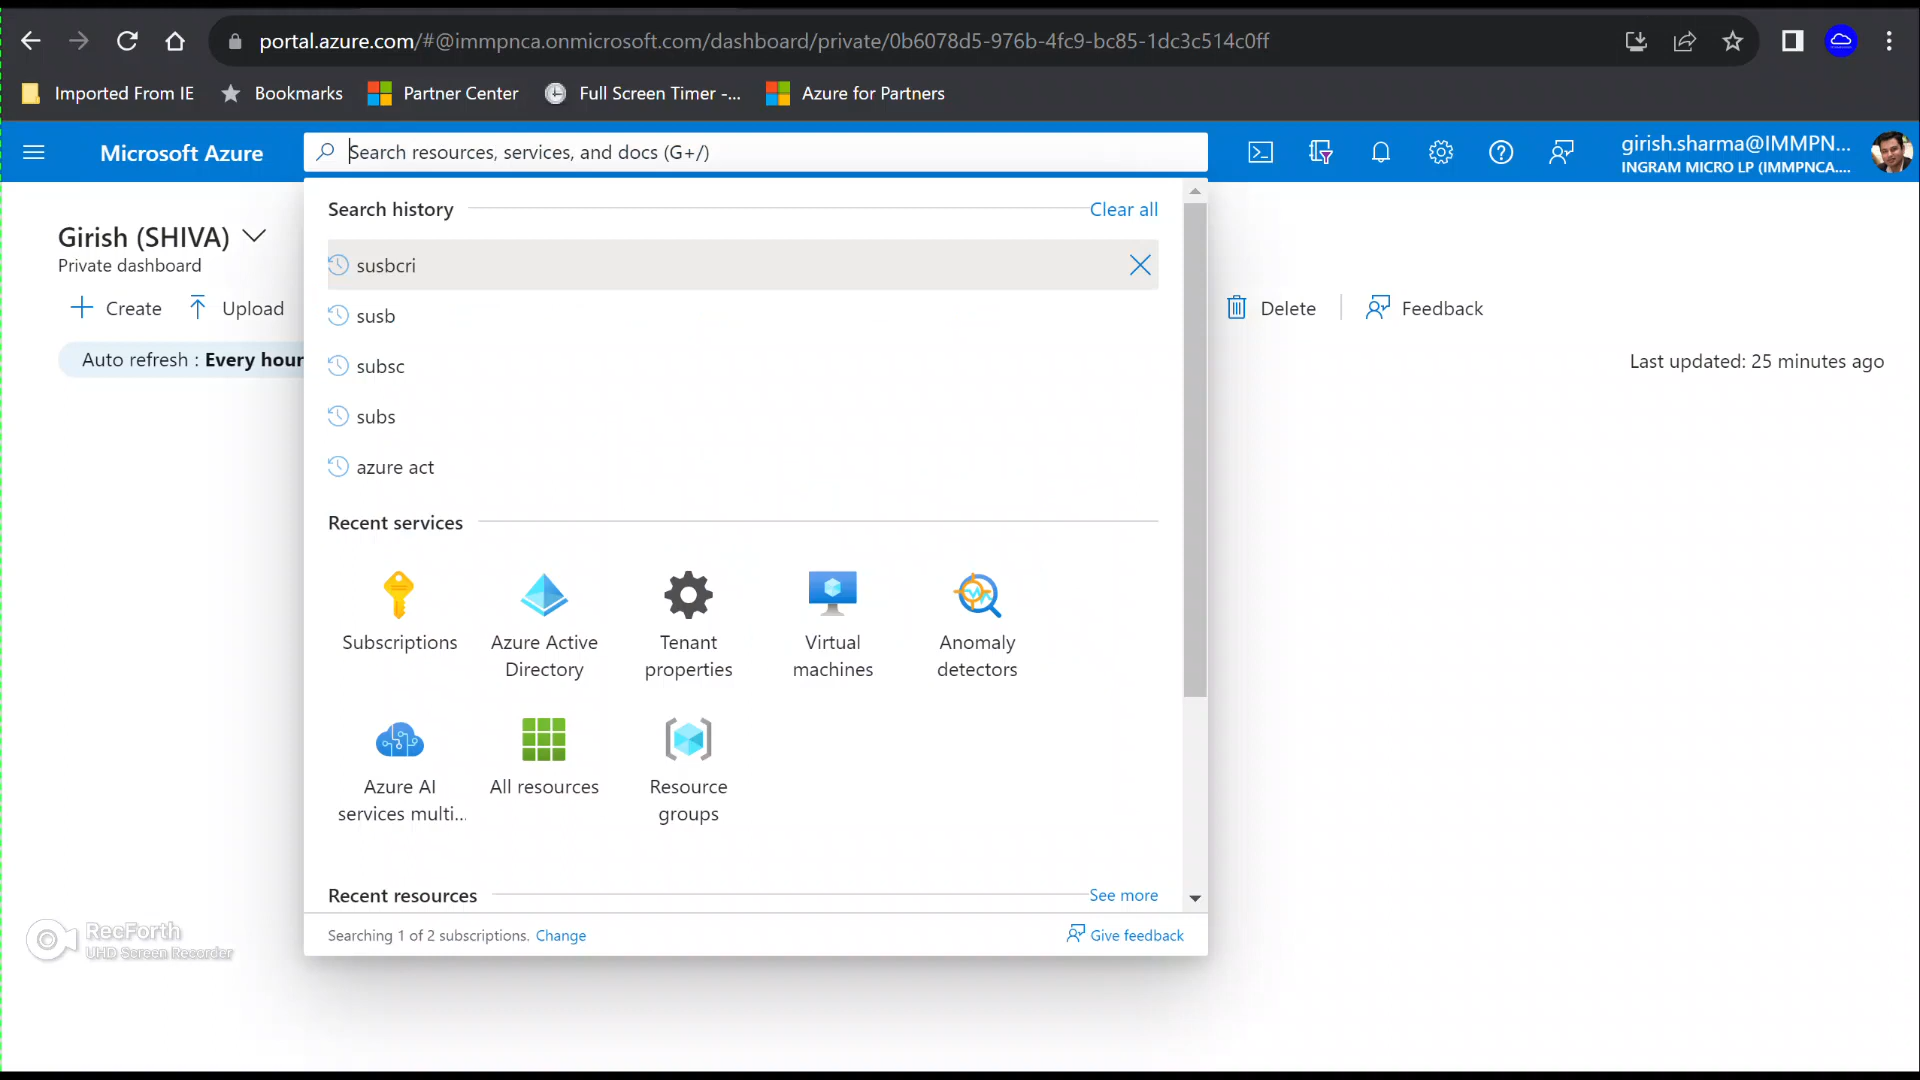 portal.azure.com/#@immpnca.onmicrosoft.com/dashboard/private/0b6078d5-976b-4fc9-bc85-1dc3c514c0ff
Imported From IE Bookmarks Partner Center Full Screen Timer -... Azure for Partners
Microsoft Azure Search resources, services, and docs (G+/) girish.sharma@IMMPN...
INGRAM MICRO LP (IMMPNCA....
Search history Clear all
Girish (SHIVA)
Private dashboard
susbcri
Create Upload Delete Feedback
susb
Auto refresh : Every hour Last updated: 25 minutes ago
subsc
subs
azure act
Recent services
Subscriptions
Azure Active
Directory
Tenant
properties
Virtual
machines
Anomaly
detectors
Azure AI
services multi...
All resources
Resource
groups
Recent resources See more
Searching 1 of 2 subscriptions. Change Give feedback
RecForth
UHD Screen Recorder